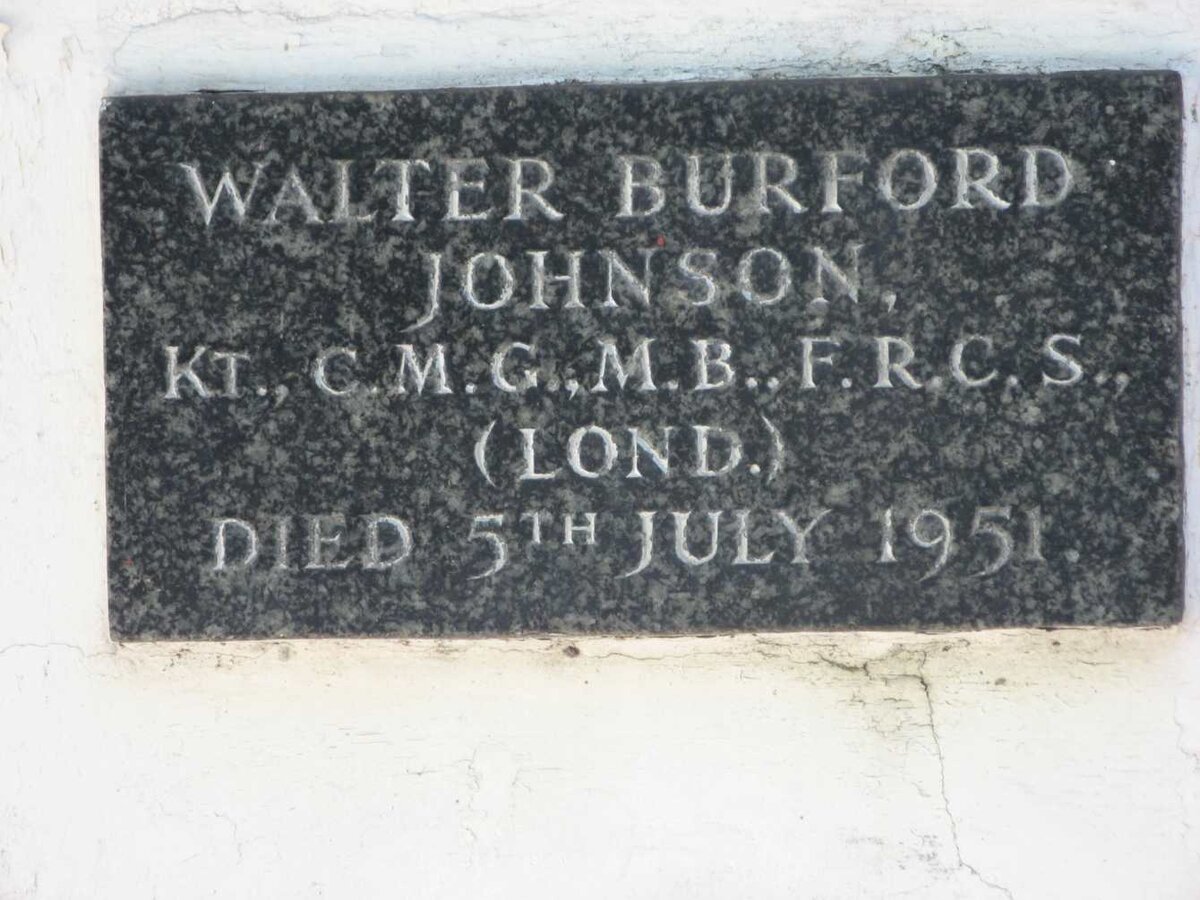 WALTER BURFORD
JOHNSON,
KT., C.M.G.,M.B., F.R.C.S.,
(LOND.)
DIED 5TH JULY 1951